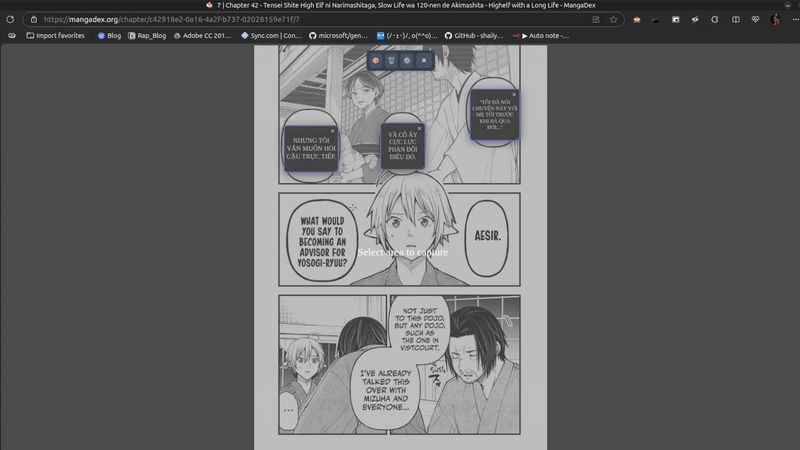 7 | Chapter 42 - Tensei Shite High Elf ni Narimashitaga, Slow Life wa 120-nen de Akimashita - Highelf with a Long Life - MangaDex
https://mangadex.org/chapter/c42918e2-0a16-4a2f-b737-02028159e71f/7
Import favorites
Blog
Rap_Blog
Adobe CC 201...
Sync.com | Con...
microsoft/gen...
(/･ｪ･)/, o(^^o)...
GitHub - shaily...
▶ Auto note -...
"TÔI ĐÃ NÓI
CHUYỆN NÀY VỚI
MẸ TÔI TRƯỚC
KHI BÀ QUA
ĐỜI..."
VÀ CÔ ẤY
CỰC LỰC
PHẢN ĐỐI
ĐIỀU ĐÓ.
NHƯNG TÔI
VẪN MUỐN HỎI
CẬU TRỰC TIẾP.
AESIR.
WHAT WOULD
YOU SAY TO
BECOMING AN
ADVISOR FOR
YOSOGI-RYUU?
Select area to capture
NOT JUST
TO THIS DOJO,
BUT ANY DOJO,
SUCH AS
THE ONE IN
VISTCOURT.
I'VE ALREADY
TALKED THIS
OVER WITH
MIZUHA AND
EVERYONE...
...